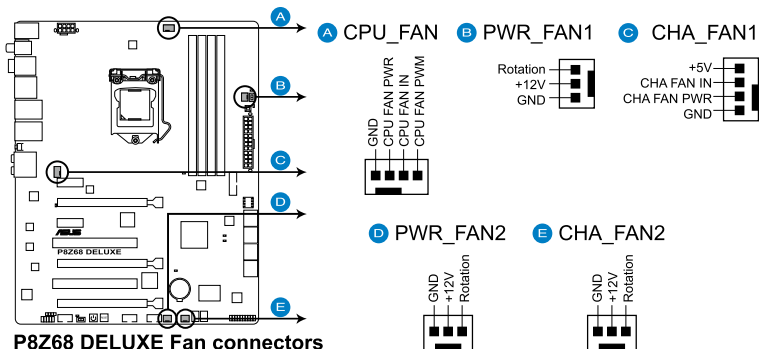 A
B
C
D
E
A CPU_FAN
GND
CPU FAN PWR
CPU FAN IN
CPU FAN PWM
B PWR_FAN1
Rotation
+12V
GND
C CHA_FAN1
+5V
CHA FAN IN
CHA FAN PWR
GND
D PWR_FAN2
GND
+12V
Rotation
E CHA_FAN2
GND
+12V
Rotation
ASUS
P8Z68 DELUXE
P8Z68 DELUXE Fan connectors